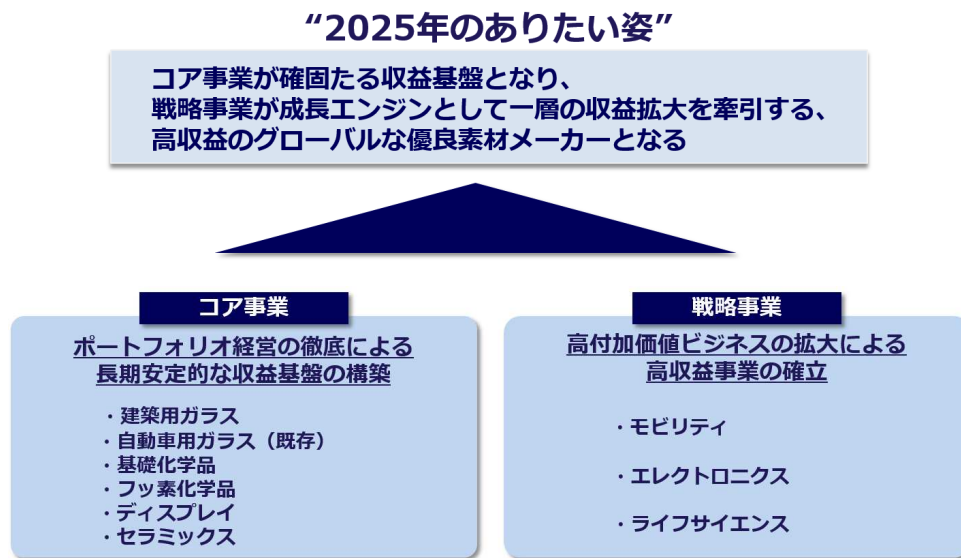 “2025年のありたい姿”
コア事業が確固たる収益基盤となり、
戦略事業が成長エンジンとして一層の収益拡大を牽引する、
高収益のグローバルな優良素材メーカーとなる
コア事業
ポートフォリオ経営の徹底による
長期安定的な収益基盤の構築
・建築用ガラス
・自動車用ガラス（既存）
・基礎化学品
・フッ素化学品
・ディスプレイ
・セラミックス
戦略事業
高付加価値ビジネスの拡大による
高収益事業の確立
・モビリティ
・エレクトロニクス
・ライフサイエンス